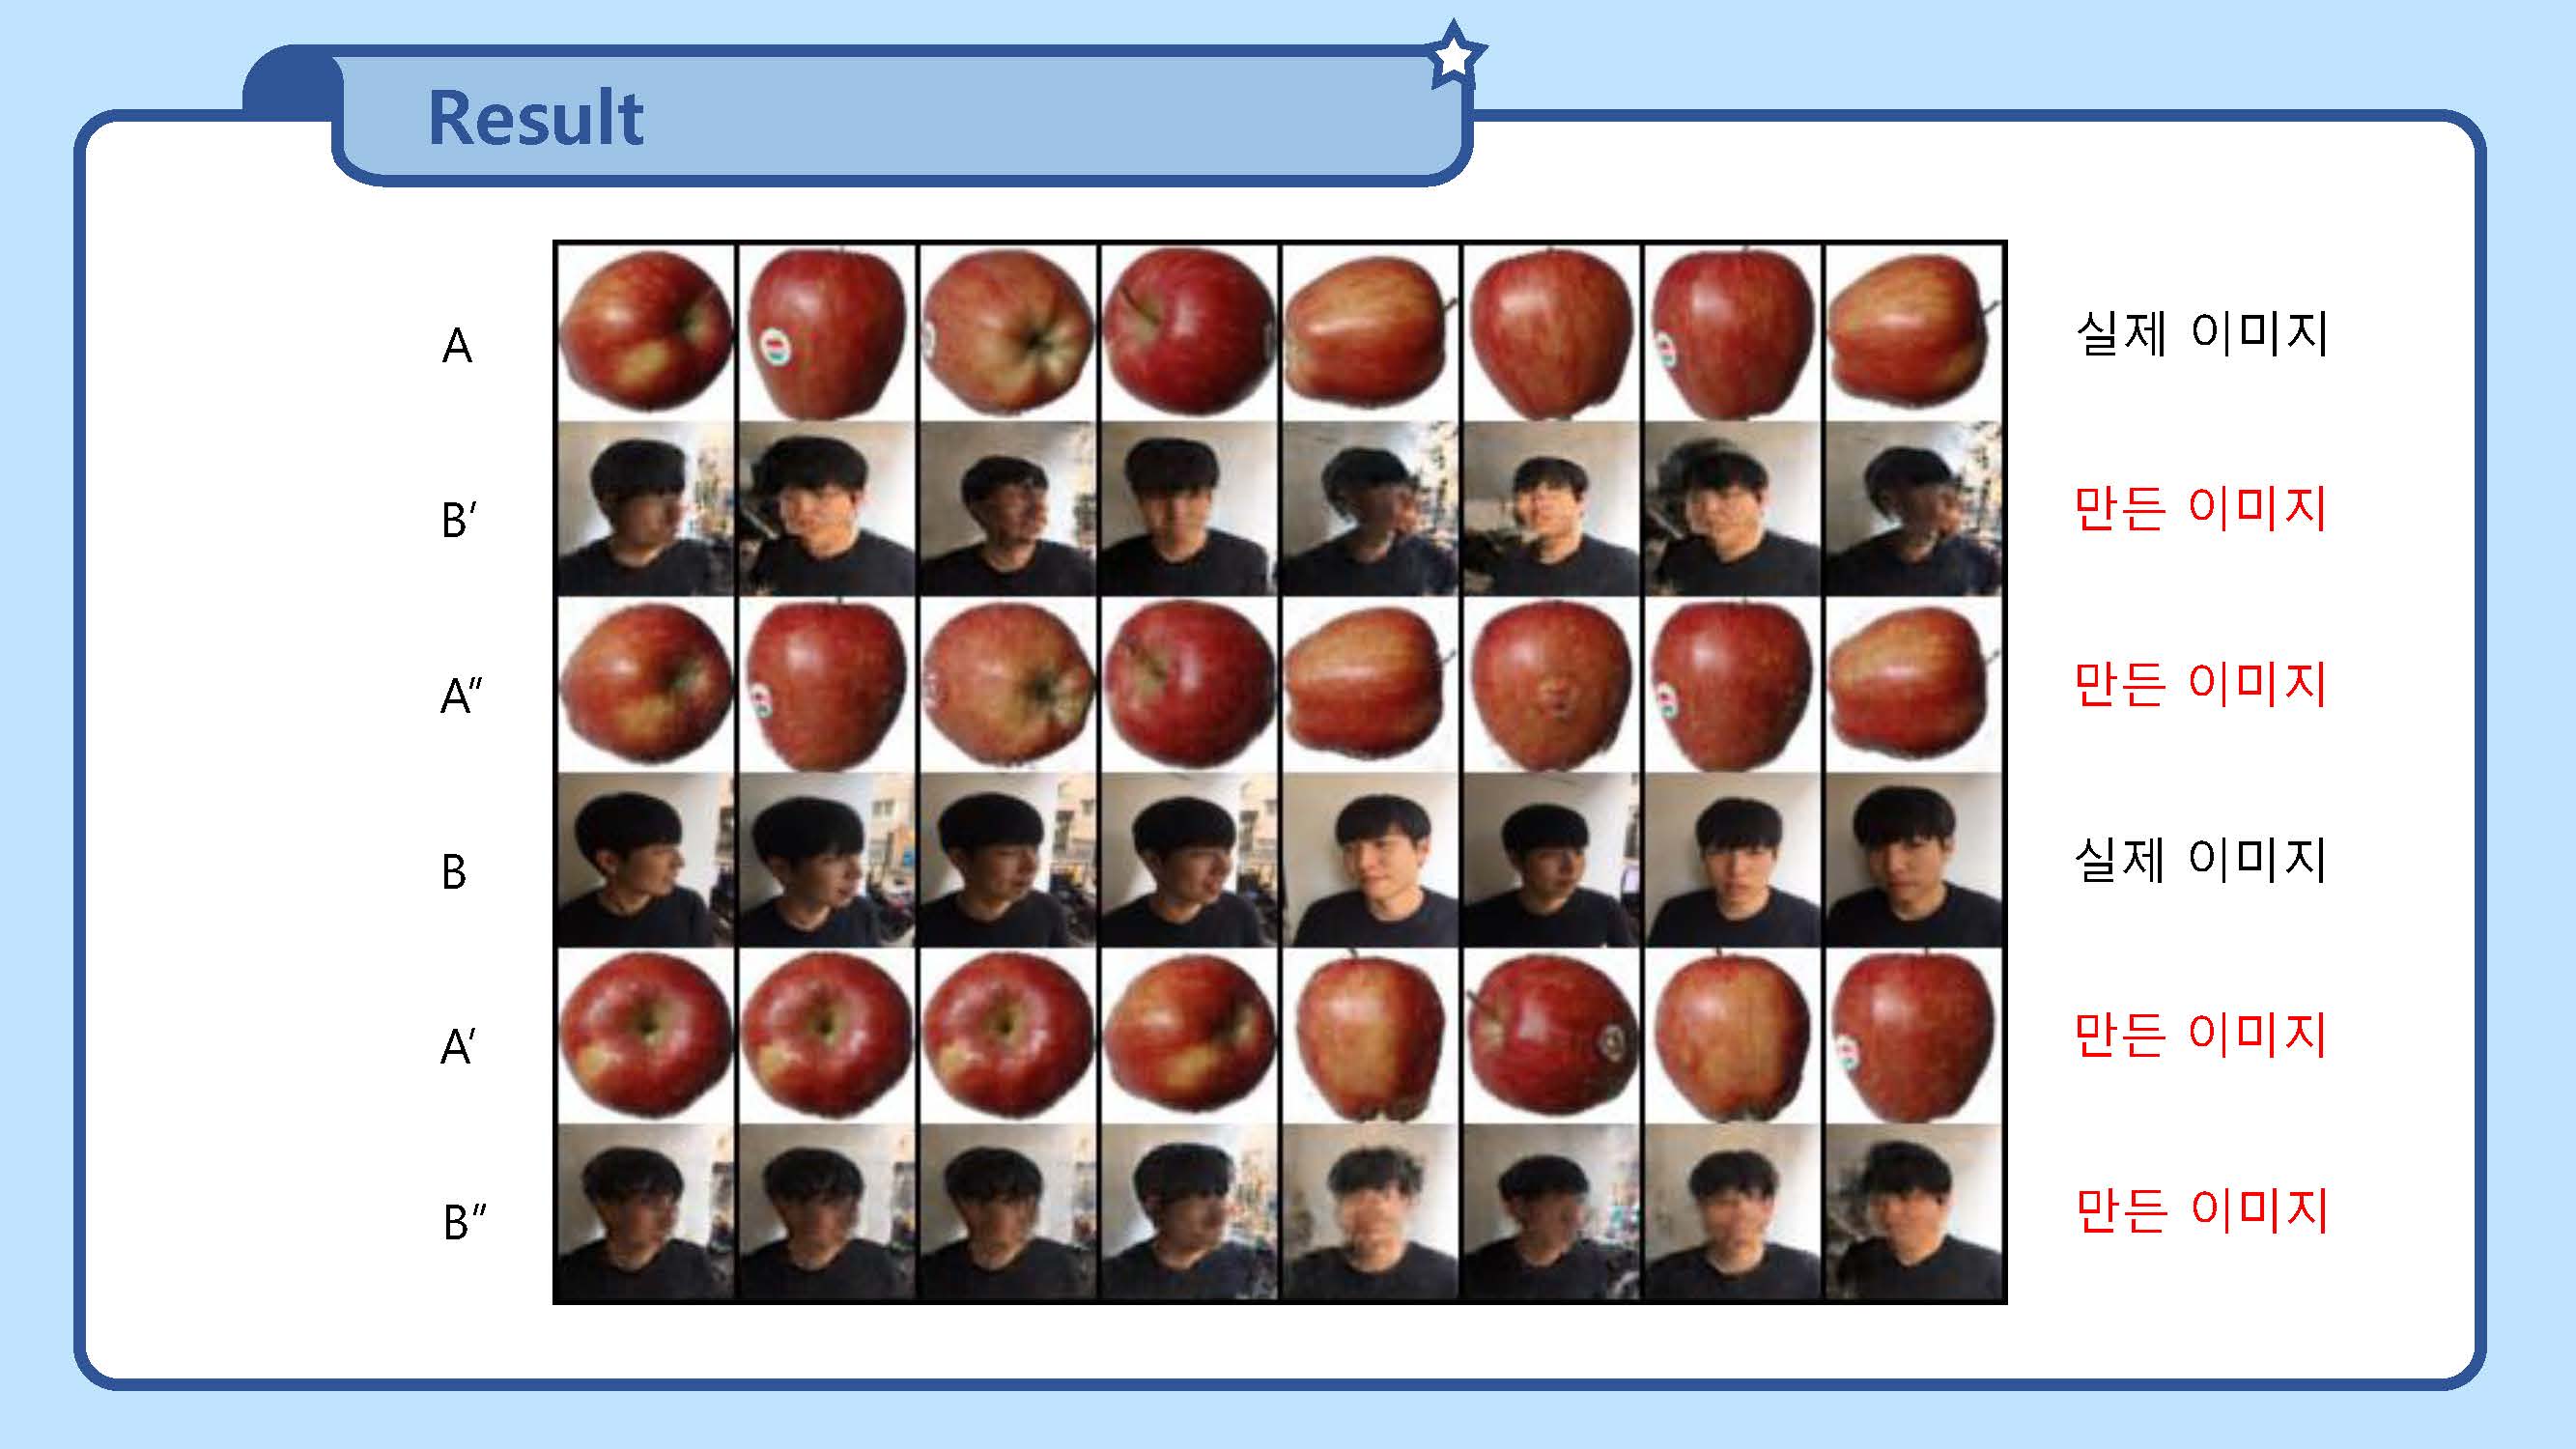 Result
A 실제 이미지
B′ 만든 이미지
A″ 만든 이미지
B 실제 이미지
A′ 만든 이미지
B″ 만든 이미지